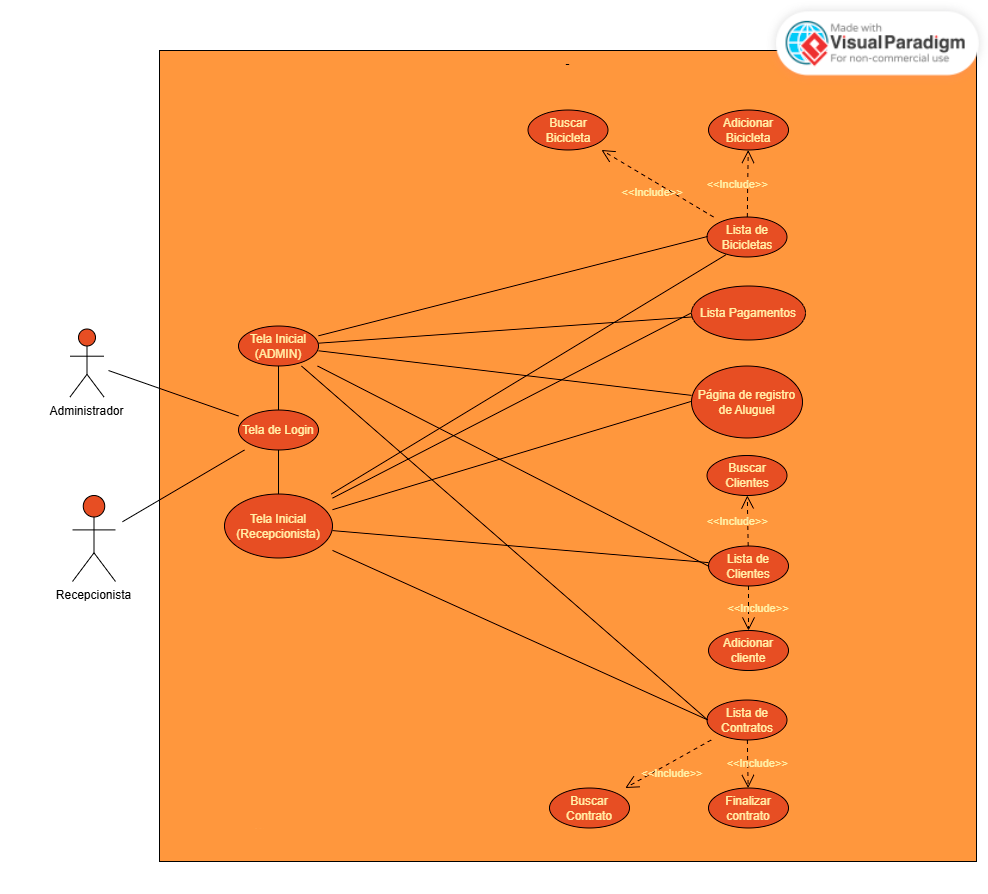 Made with
VisualParadigm
For non-commercial use
-
Buscar
Bicicleta
Adicionar
Bicicleta
<<Include>>
<<Include>>
Lista de
Bicicletas
Lista Pagamentos
Tela Inicial
(ADMIN)
Administrador
Página de registro
de Aluguel
Tela de Login
Buscar
Clientes
<<Include>>
Tela Inicial
(Recepcionista)
Recepcionista
Lista de
Clientes
<<Include>>
Adicionar
cliente
Lista de
Contratos
<<Include>>
<<Include>>
Buscar
Contrato
Finalizar
contrato